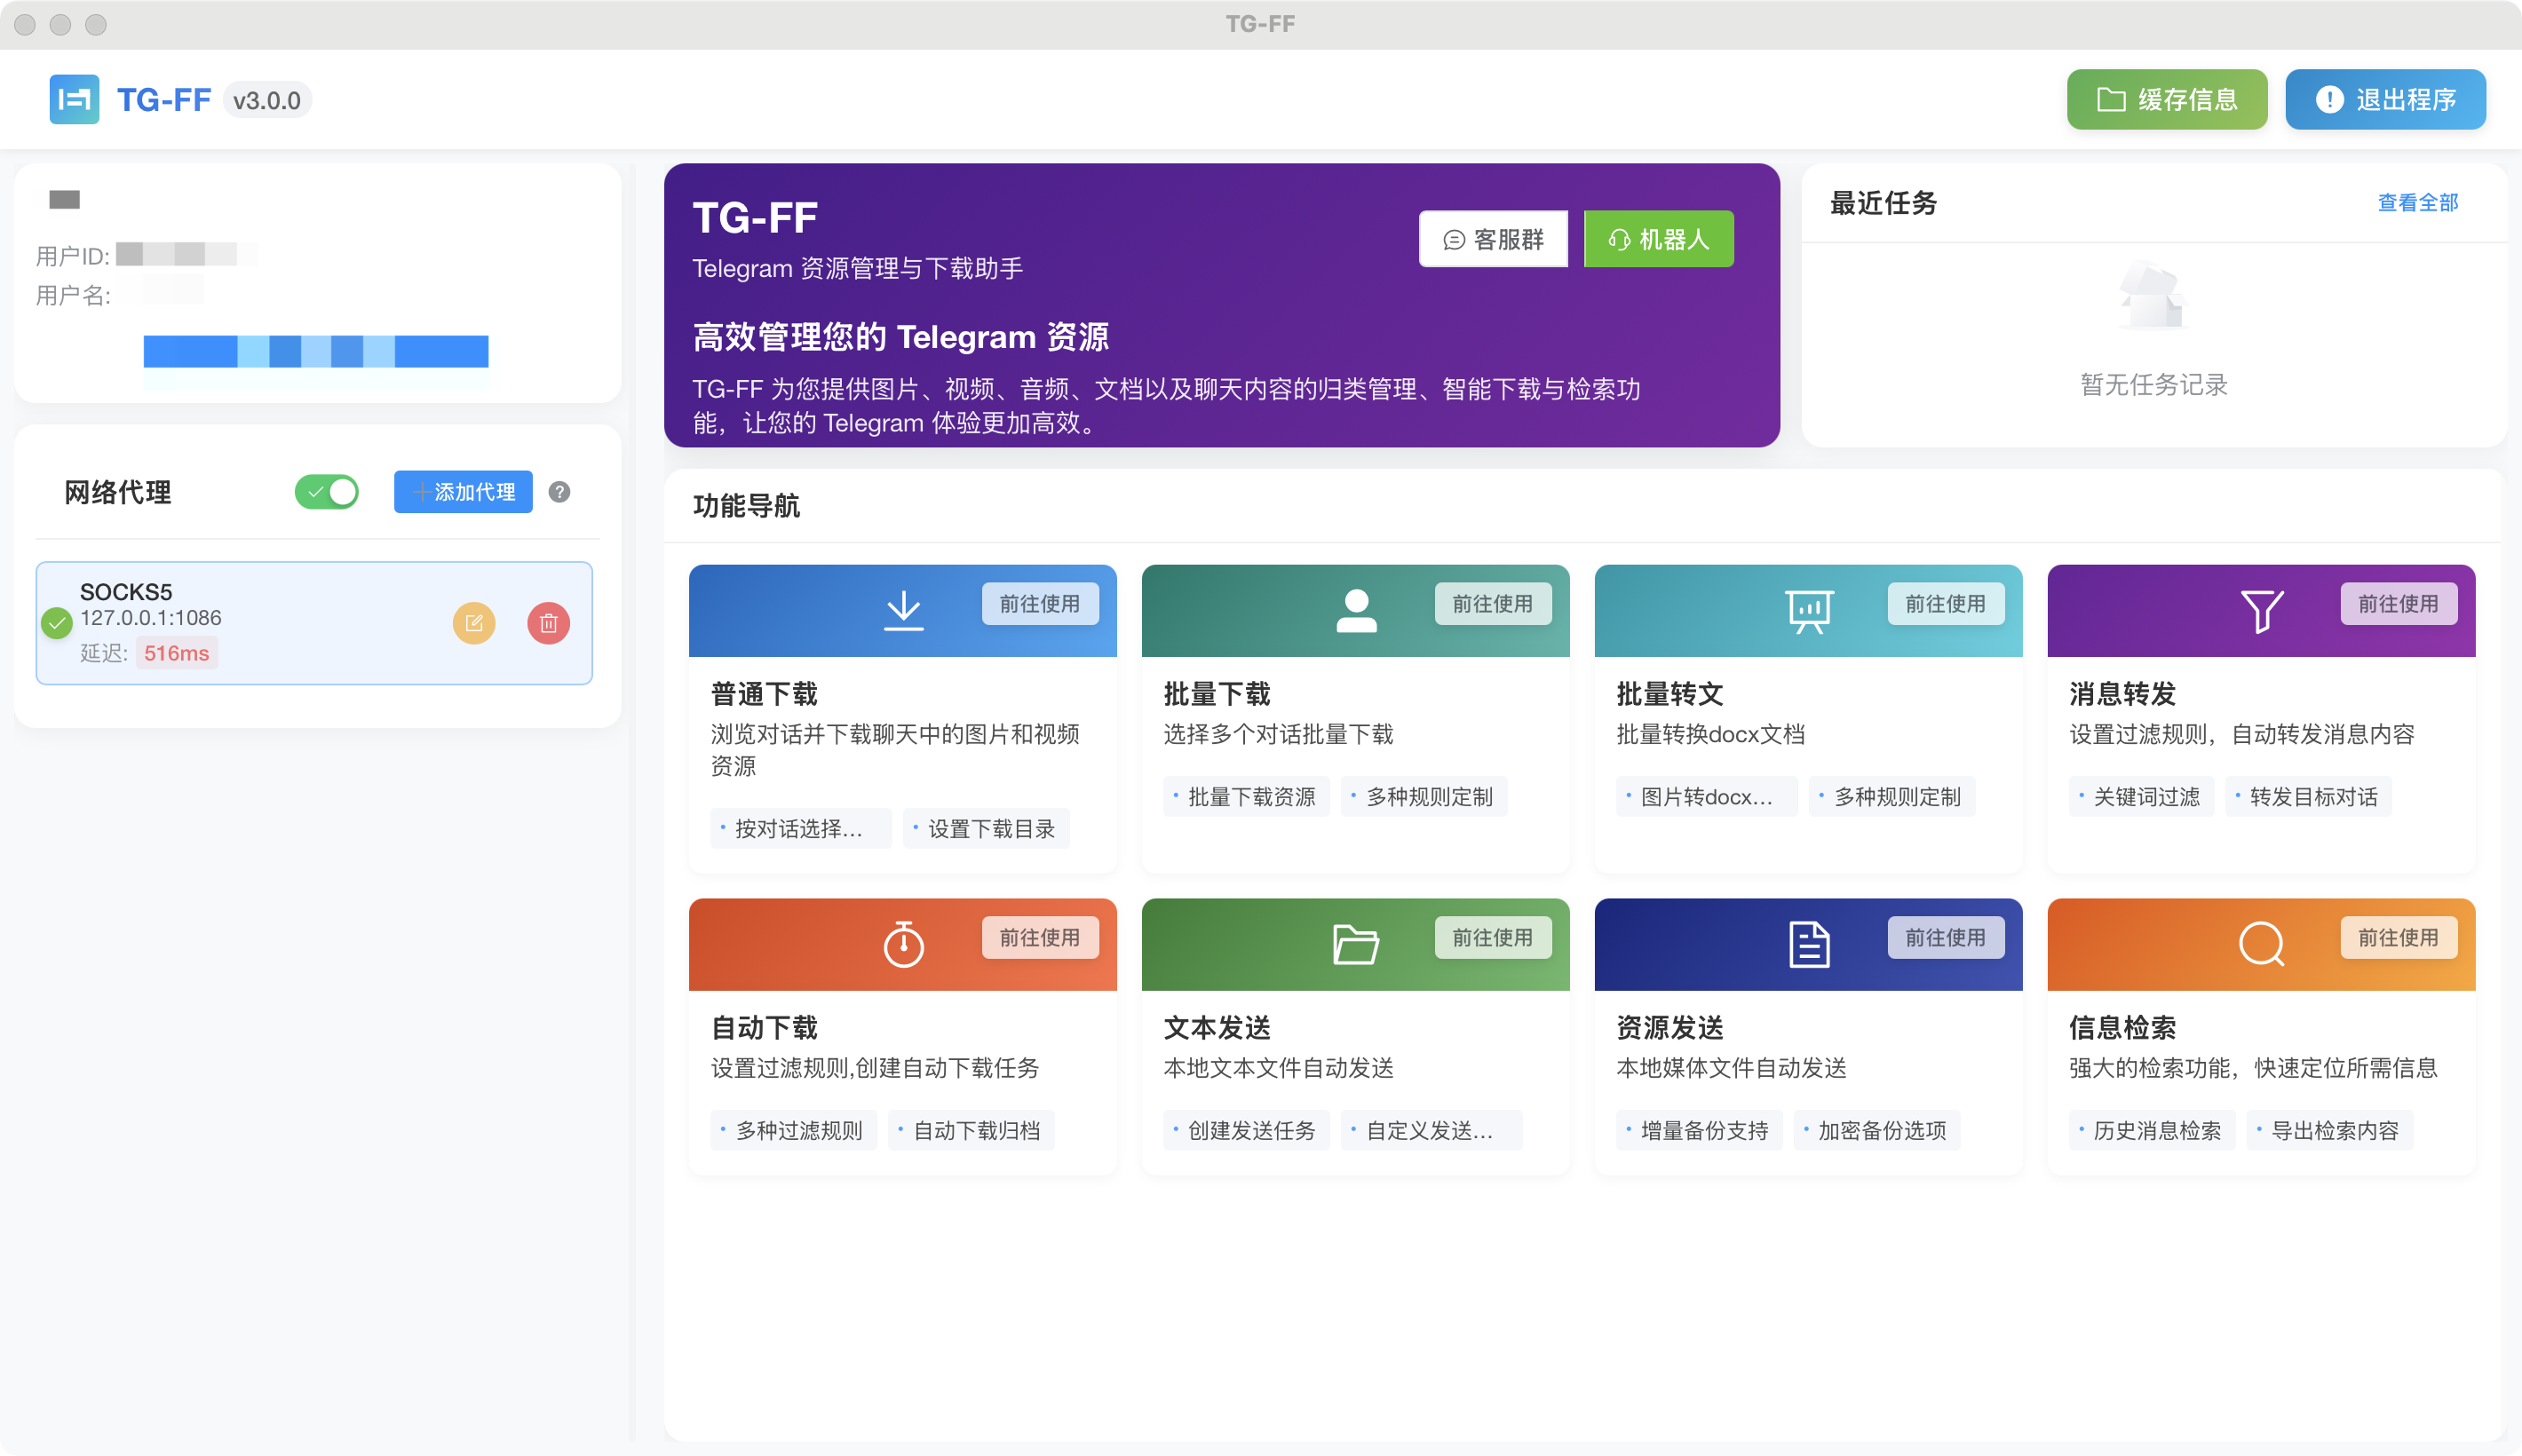 TG-FF
TG-FF v3.0.0
缓存信息
退出程序
用户ID:
用户名:
网络代理
添加代理
?
SOCKS5
127.0.0.1:1086
延迟: 516ms
TG-FF
Telegram 资源管理与下载助手
客服群
机器人
高效管理您的 Telegram 资源
TG-FF 为您提供图片、视频、音频、文档以及聊天内容的归类管理、智能下载与检索功
能，让您的 Telegram 体验更加高效。
最近任务
查看全部
暂无任务记录
功能导航
前往使用
普通下载
浏览对话并下载聊天中的图片和视频
资源
• 按对话选择...
• 设置下载目录
前往使用
批量下载
选择多个对话批量下载
• 批量下载资源
• 多种规则定制
前往使用
批量转文
批量转换docx文档
• 图片转docx...
• 多种规则定制
前往使用
消息转发
设置过滤规则，自动转发消息内容
• 关键词过滤
• 转发目标对话
前往使用
自动下载
设置过滤规则,创建自动下载任务
• 多种过滤规则
• 自动下载归档
前往使用
文本发送
本地文本文件自动发送
• 创建发送任务
• 自定义发送...
前往使用
资源发送
本地媒体文件自动发送
• 增量备份支持
• 加密备份选项
前往使用
信息检索
强大的检索功能，快速定位所需信息
• 历史消息检索
• 导出检索内容